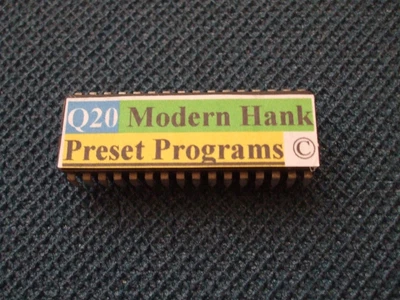 Q20 Modern Hank
Preset Programs ©